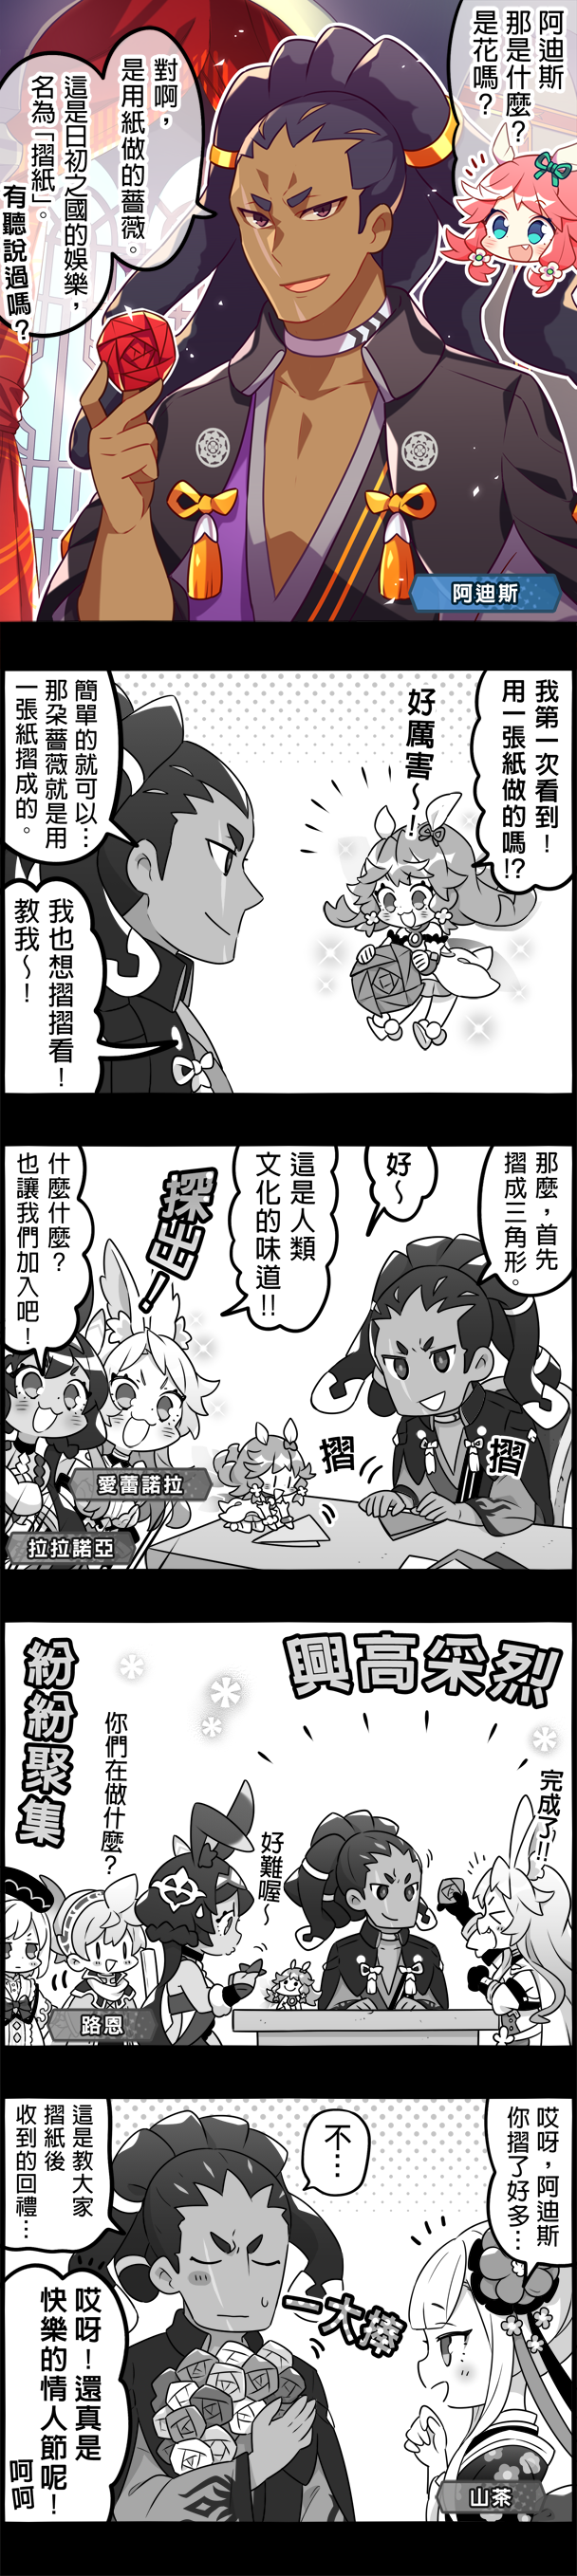 阿迪斯
那是什麼？
是花嗎？
對啊，
是用紙做的薔薇。
這是日初之國的娛樂，
名為「摺紙」。
有聽說過嗎？
阿迪斯
我第一次看到！
用一張紙做的嗎!?
好厲害～！
簡單的就可以…
那朵薔薇就是用
一張紙摺成的。
我也想摺摺看！
教我～！
那麼，首先
摺成三角形。
好～
這是人類
文化的味道!!
探出！
什麼什麼？
也讓我們加入吧！
摺
摺
愛蕾諾拉
拉拉諾亞
興高采烈
紛紛聚集
完成了!!
好難喔～
你們在做什麼？
路恩
哎呀，阿迪斯
你摺了好多…
不…
這是教大家
摺紙後
收到的回禮…
一大捧
哎呀！還真是
快樂的情人節呢！
呵呵
山茶